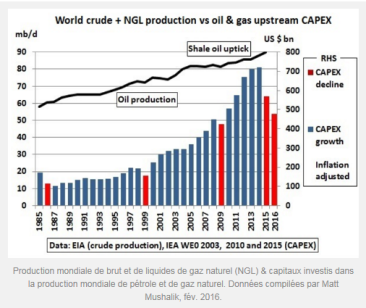 World crude + NGL production vs oil & gas upstream CAPEX
mb/d
US $ bn
90
80
70
60
50
40
30
20
10
0
Shale oil uptick
Oil production
800
700
600
500
400
300
200
100
0
RHS
CAPEX
decline
CAPEX
growth
Inflation
adjusted
1985
1987
1989
1991
1993
1995
1997
1999
2001
2003
2005
2007
2009
2011
2013
2015
2016
Data: EIA (crude production), IEA WE0 2003, 2010 and 2015 (CAPEX)
Production mondiale de brut et de liquides de gaz naturel (NGL) & capitaux investis dans
la production mondiale de pétrole et de gaz naturel. Données compilées par Matt
Mushalik, fév. 2016.